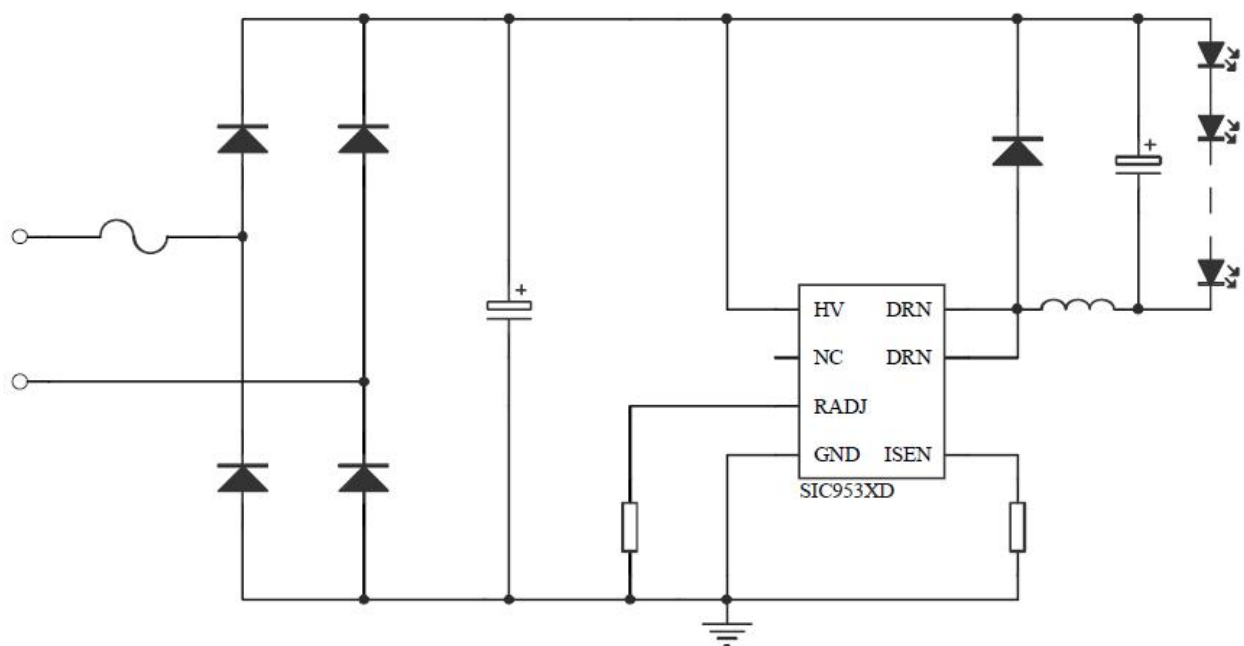 +
+
HV DRN
NC DRN
RADJ
GND ISEN
SIC953XD